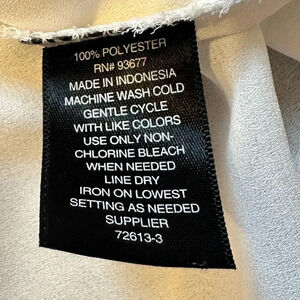 100% POLYESTER
RN# 93677
MADE IN INDONESIA
MACHINE WASH COLD
GENTLE CYCLE
WITH LIKE COLORS
USE ONLY NON-
CHLORINE BLEACH
WHEN NEEDED
LINE DRY
IRON ON LOWEST
SETTING AS NEEDED
SUPPLIER
72613-3